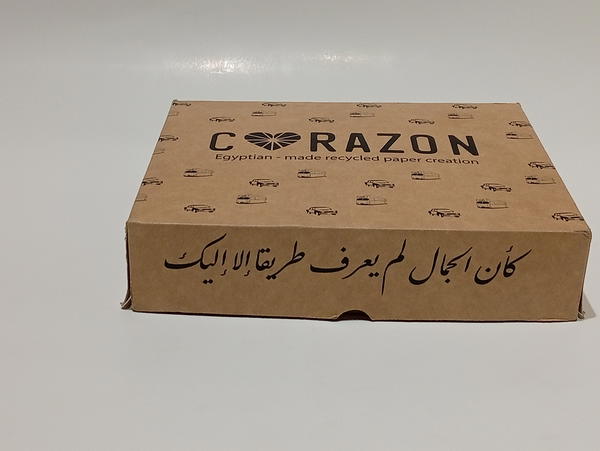 CORAZON
Egyptian - made recycled paper creation
كأن الجمال لم يعرف طريقا إلا إليك